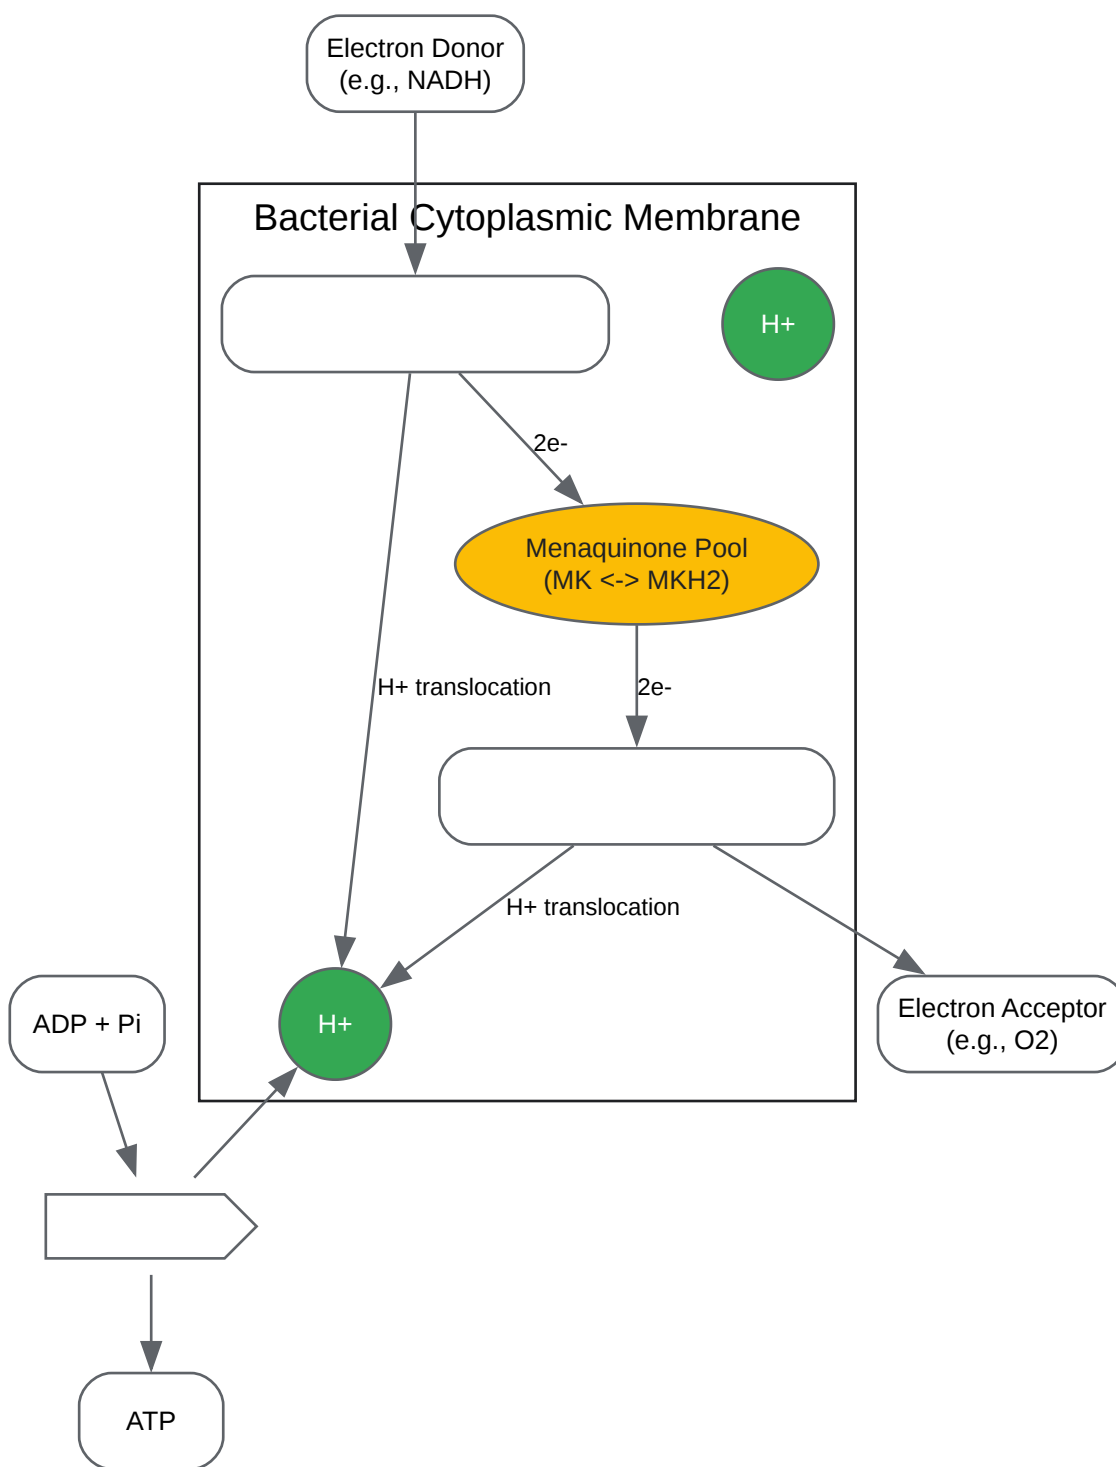 Electron Donor
(e.g., NADH)
Bacterial Cytoplasmic Membrane
H+
2e-
Menaquinone Pool
(MK <-> MKH2)
H+ translocation
2e-
H+ translocation
H+
ADP + Pi
Electron Acceptor
(e.g., O2)
ATP